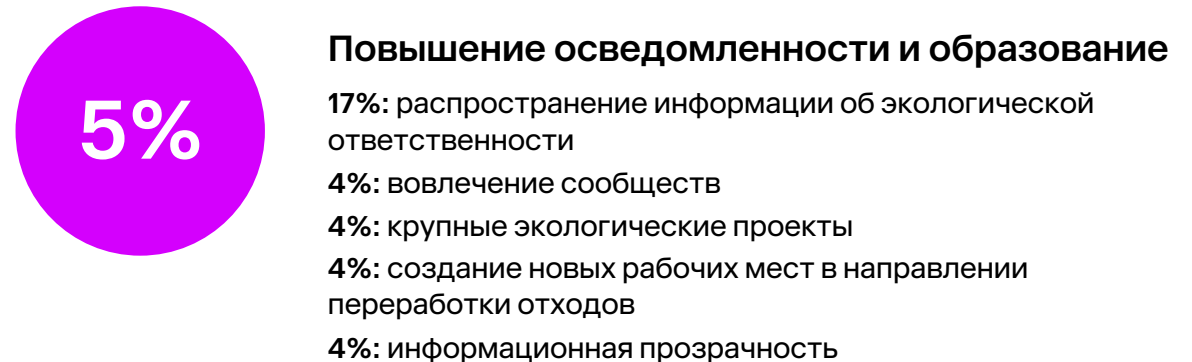 5%
Повышение осведомленности и образование
17%: распространение информации об экологической
ответственности
4%: вовлечение сообществ
4%: крупные экологические проекты
4%: создание новых рабочих мест в направлении
переработки отходов
4%: информационная прозрачность